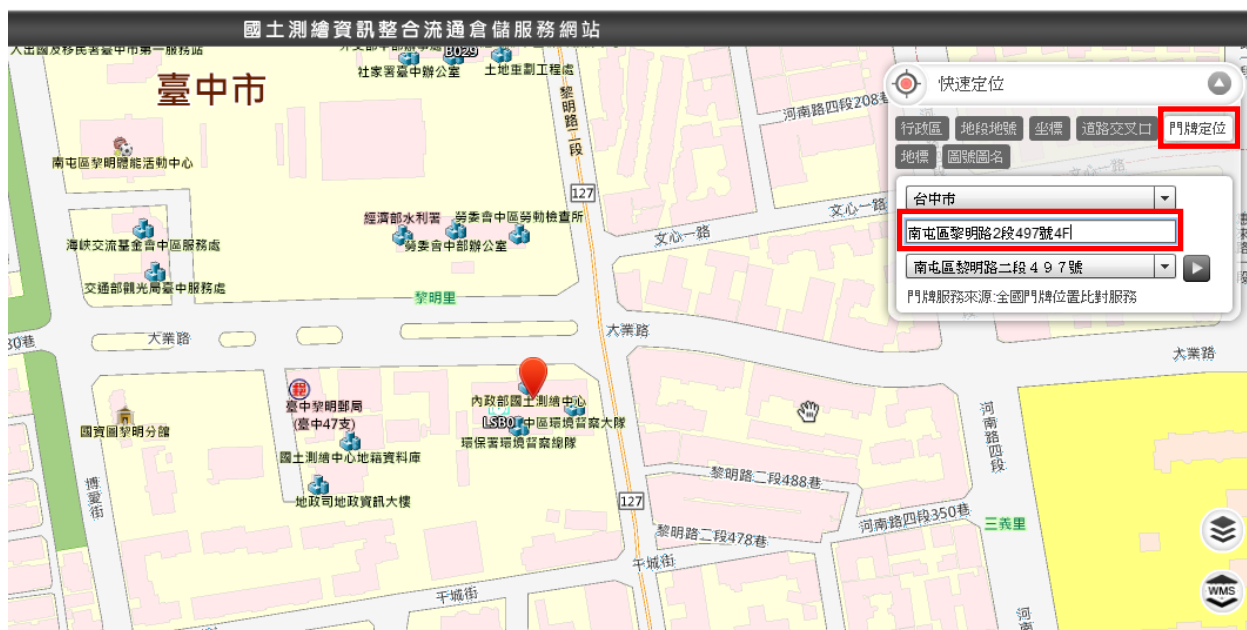 國土測繪資訊整合流通倉儲服務網站
入出國及移民署臺中市第一服務站
B029
社家署臺中辦公室
土地重劃工程處
臺中市
黎明路二段
河南路四段208巷
快速定位
行政區
地段地號
坐標
道路交叉口
門牌定位
地標
圖號圖名
台中市
南屯區黎明路2段497號4F
南屯區黎明路二段497號
門牌服務來源:全國門牌位置比對服務
南屯區黎明體能活動中心
127
經濟部水利署
勞委會中區勞動檢查所
勞委會中部辦公室
文心一路
文心一路
文心一路
海峽交流基金會中區服務處
交通部觀光局臺中服務處
黎明里
大業路
大業路
大業路
內政部國土測繪中心
LSB0
中區環境督察大隊
環保署環境督察總隊
臺中黎明郵局
(臺中47支)
國資圖黎明分館
國土測繪中心地籍資料庫
地政司地政資訊大樓
博愛街
黎明路二段488巷
127
河南路四段
河南路四段350巷
三義里
黎明路二段478巷
干城街
干城街
WMS